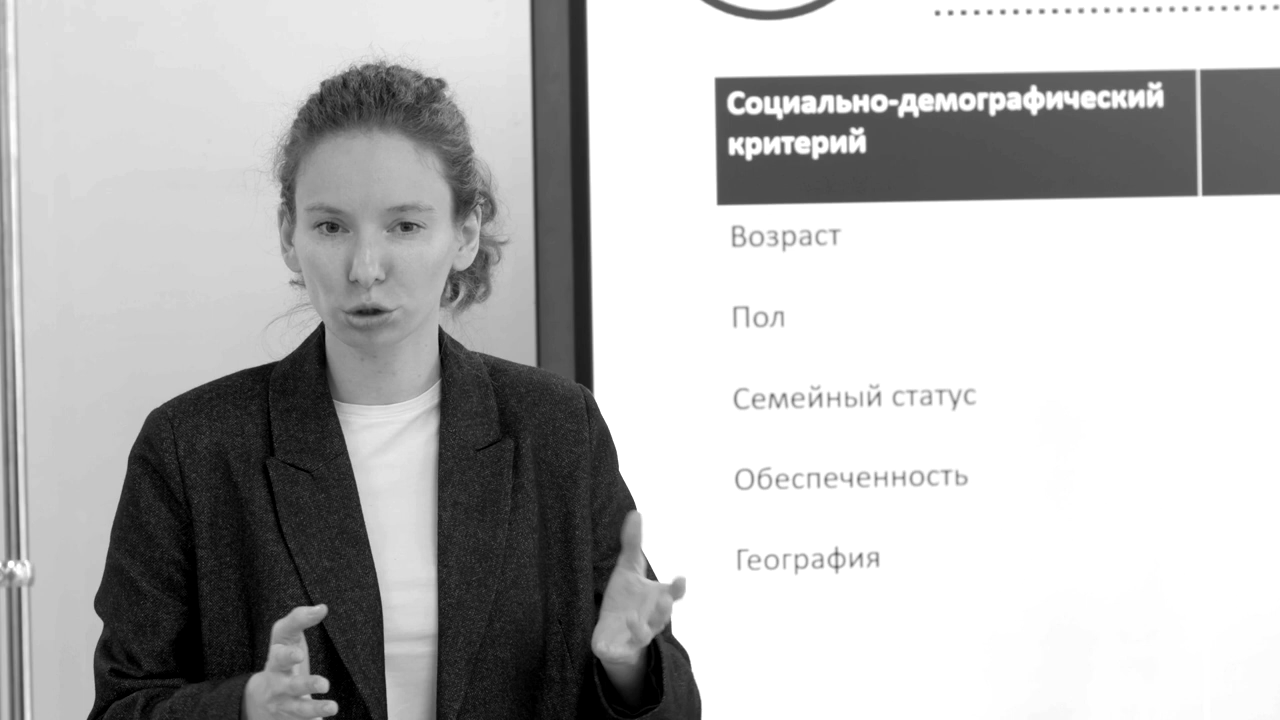 Социально-демографический
критерий
Возраст
Пол
Семейный статус
Обеспеченность
География